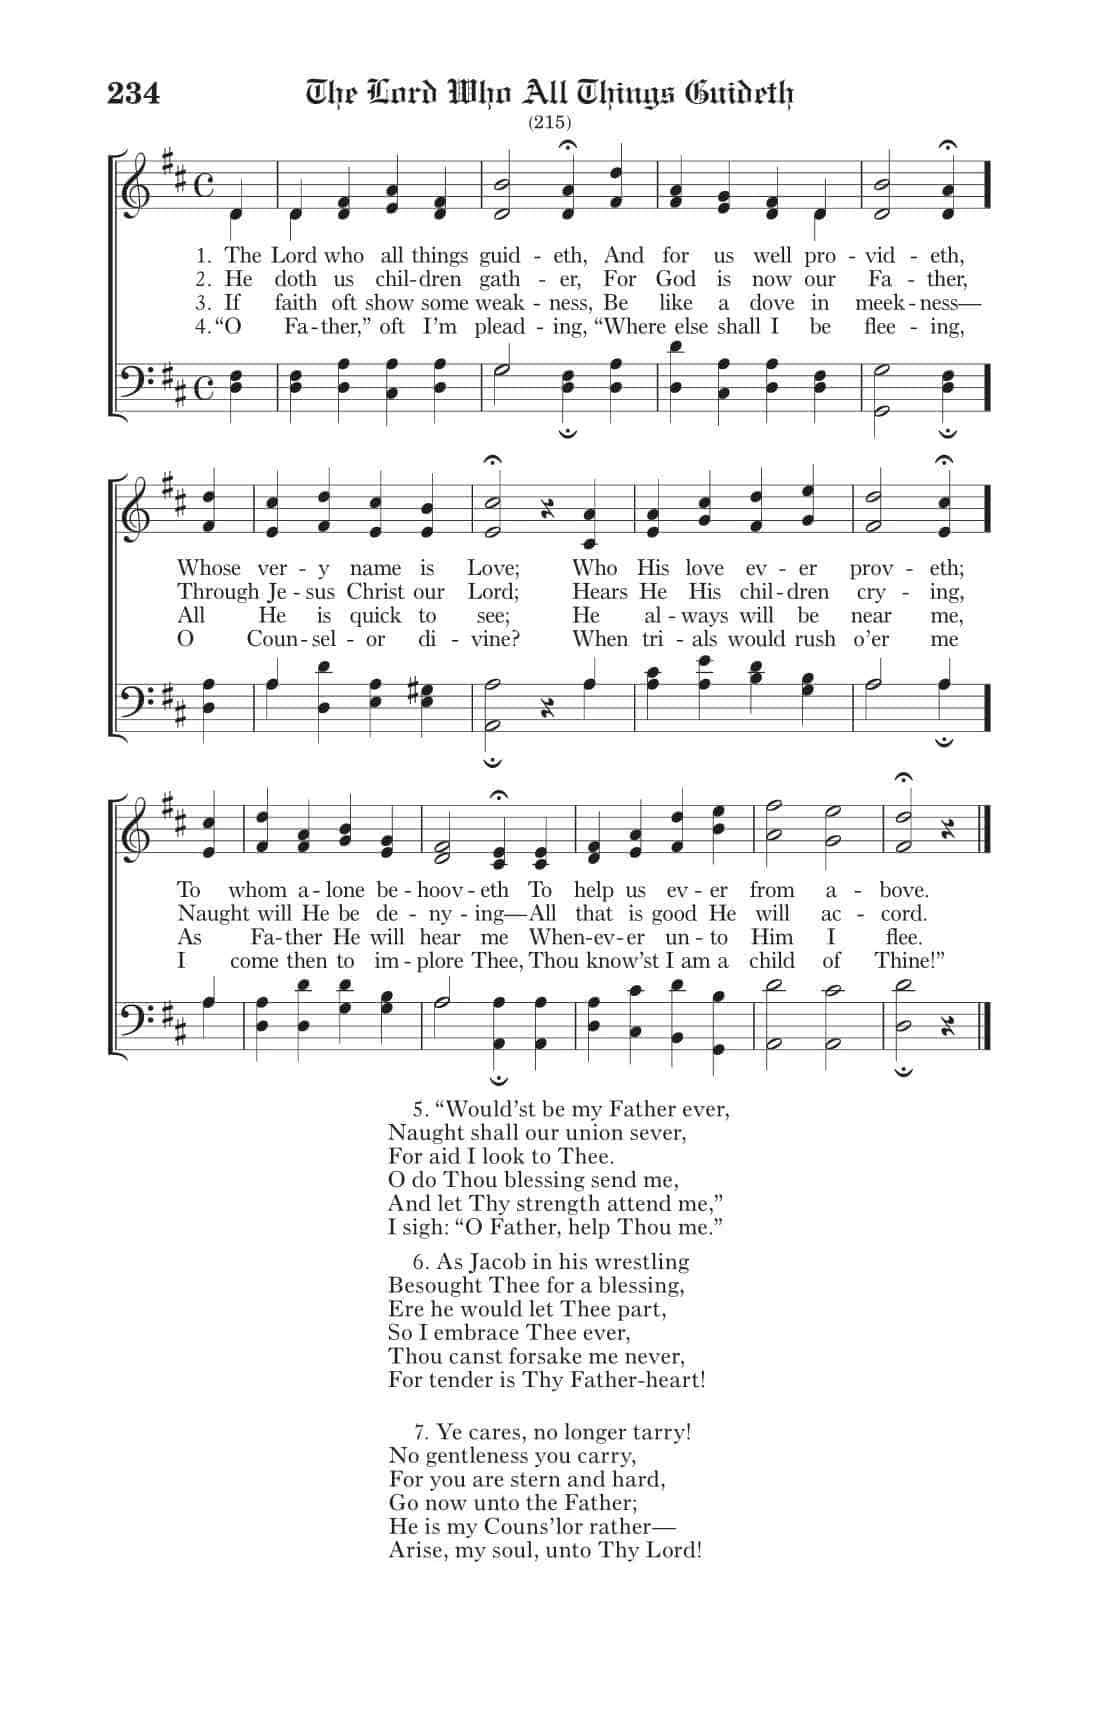 234 The Lord Who All Things Guideth
(215)
1. The Lord who all things guid - eth, And for us well pro - vid - eth,
2. He doth us chil - dren gath - er, For God is now our Fa - ther,
3. If faith oft show some weak - ness, Be like a dove in meek - ness—
4. “O Fa - ther,” oft I’m plead - ing, “Where else shall I be flee - ing,
Whose ver - y name is Love; Who His love ev - er prov - eth;
Through Je - sus Christ our Lord; Hears He His chil - dren cry - ing,
All He is quick to see; He al - ways will be near me,
O Coun - sel - or di - vine? When tri - als would rush o’er me
To whom a - lone be - hoov - eth To help us ev - er from a - bove.
Naught will He be de - ny - ing—All that is good He will ac - cord.
As Fa - ther He will hear me When - ev - er un - to Him I flee.
I come then to im - plore Thee, Thou know’st I am a child of Thine!”
5. “Would’st be my Father ever,
Naught shall our union sever,
For aid I look to Thee.
O do Thou blessing send me,
And let Thy strength attend me,”
I sigh: “O Father, help Thou me.”
6. As Jacob in his wrestling
Besought Thee for a blessing,
Ere he would let Thee part,
So I embrace Thee ever,
Thou canst forsake me never,
For tender is Thy Father-heart!
7. Ye cares, no longer tarry!
No gentleness you carry,
For you are stern and hard,
Go now unto the Father;
He is my Couns’lor rather—
Arise, my soul, unto Thy Lord!